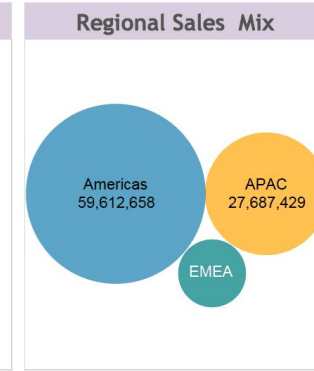 Regional Sales Mix
Americas
59,612,658
APAC
27,687,429
EMEA